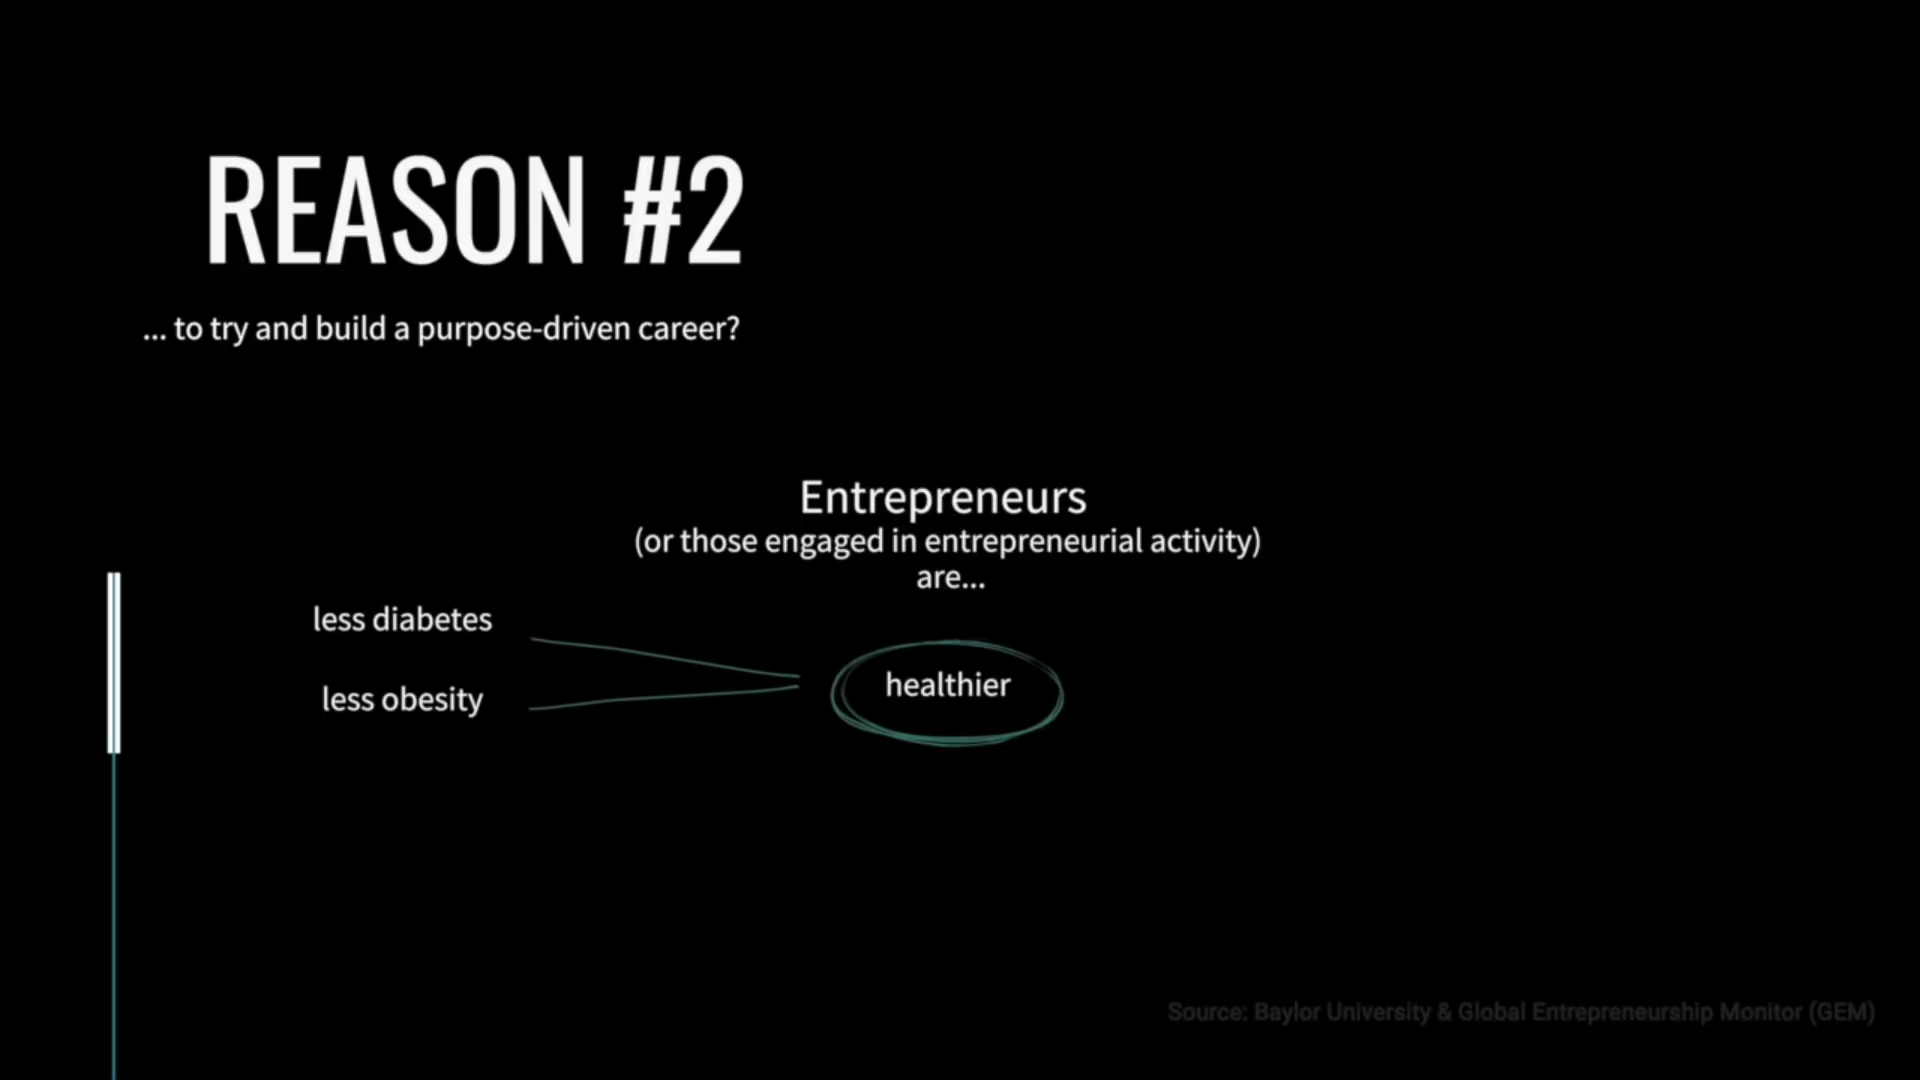 REASON #2
... to try and build a purpose-driven career?
Entrepreneurs
(or those engaged in entrepreneurial activity)
are...
less diabetes
less obesity
healthier
Source: Baylor University & Global Entrepreneurship Monitor (GEM)